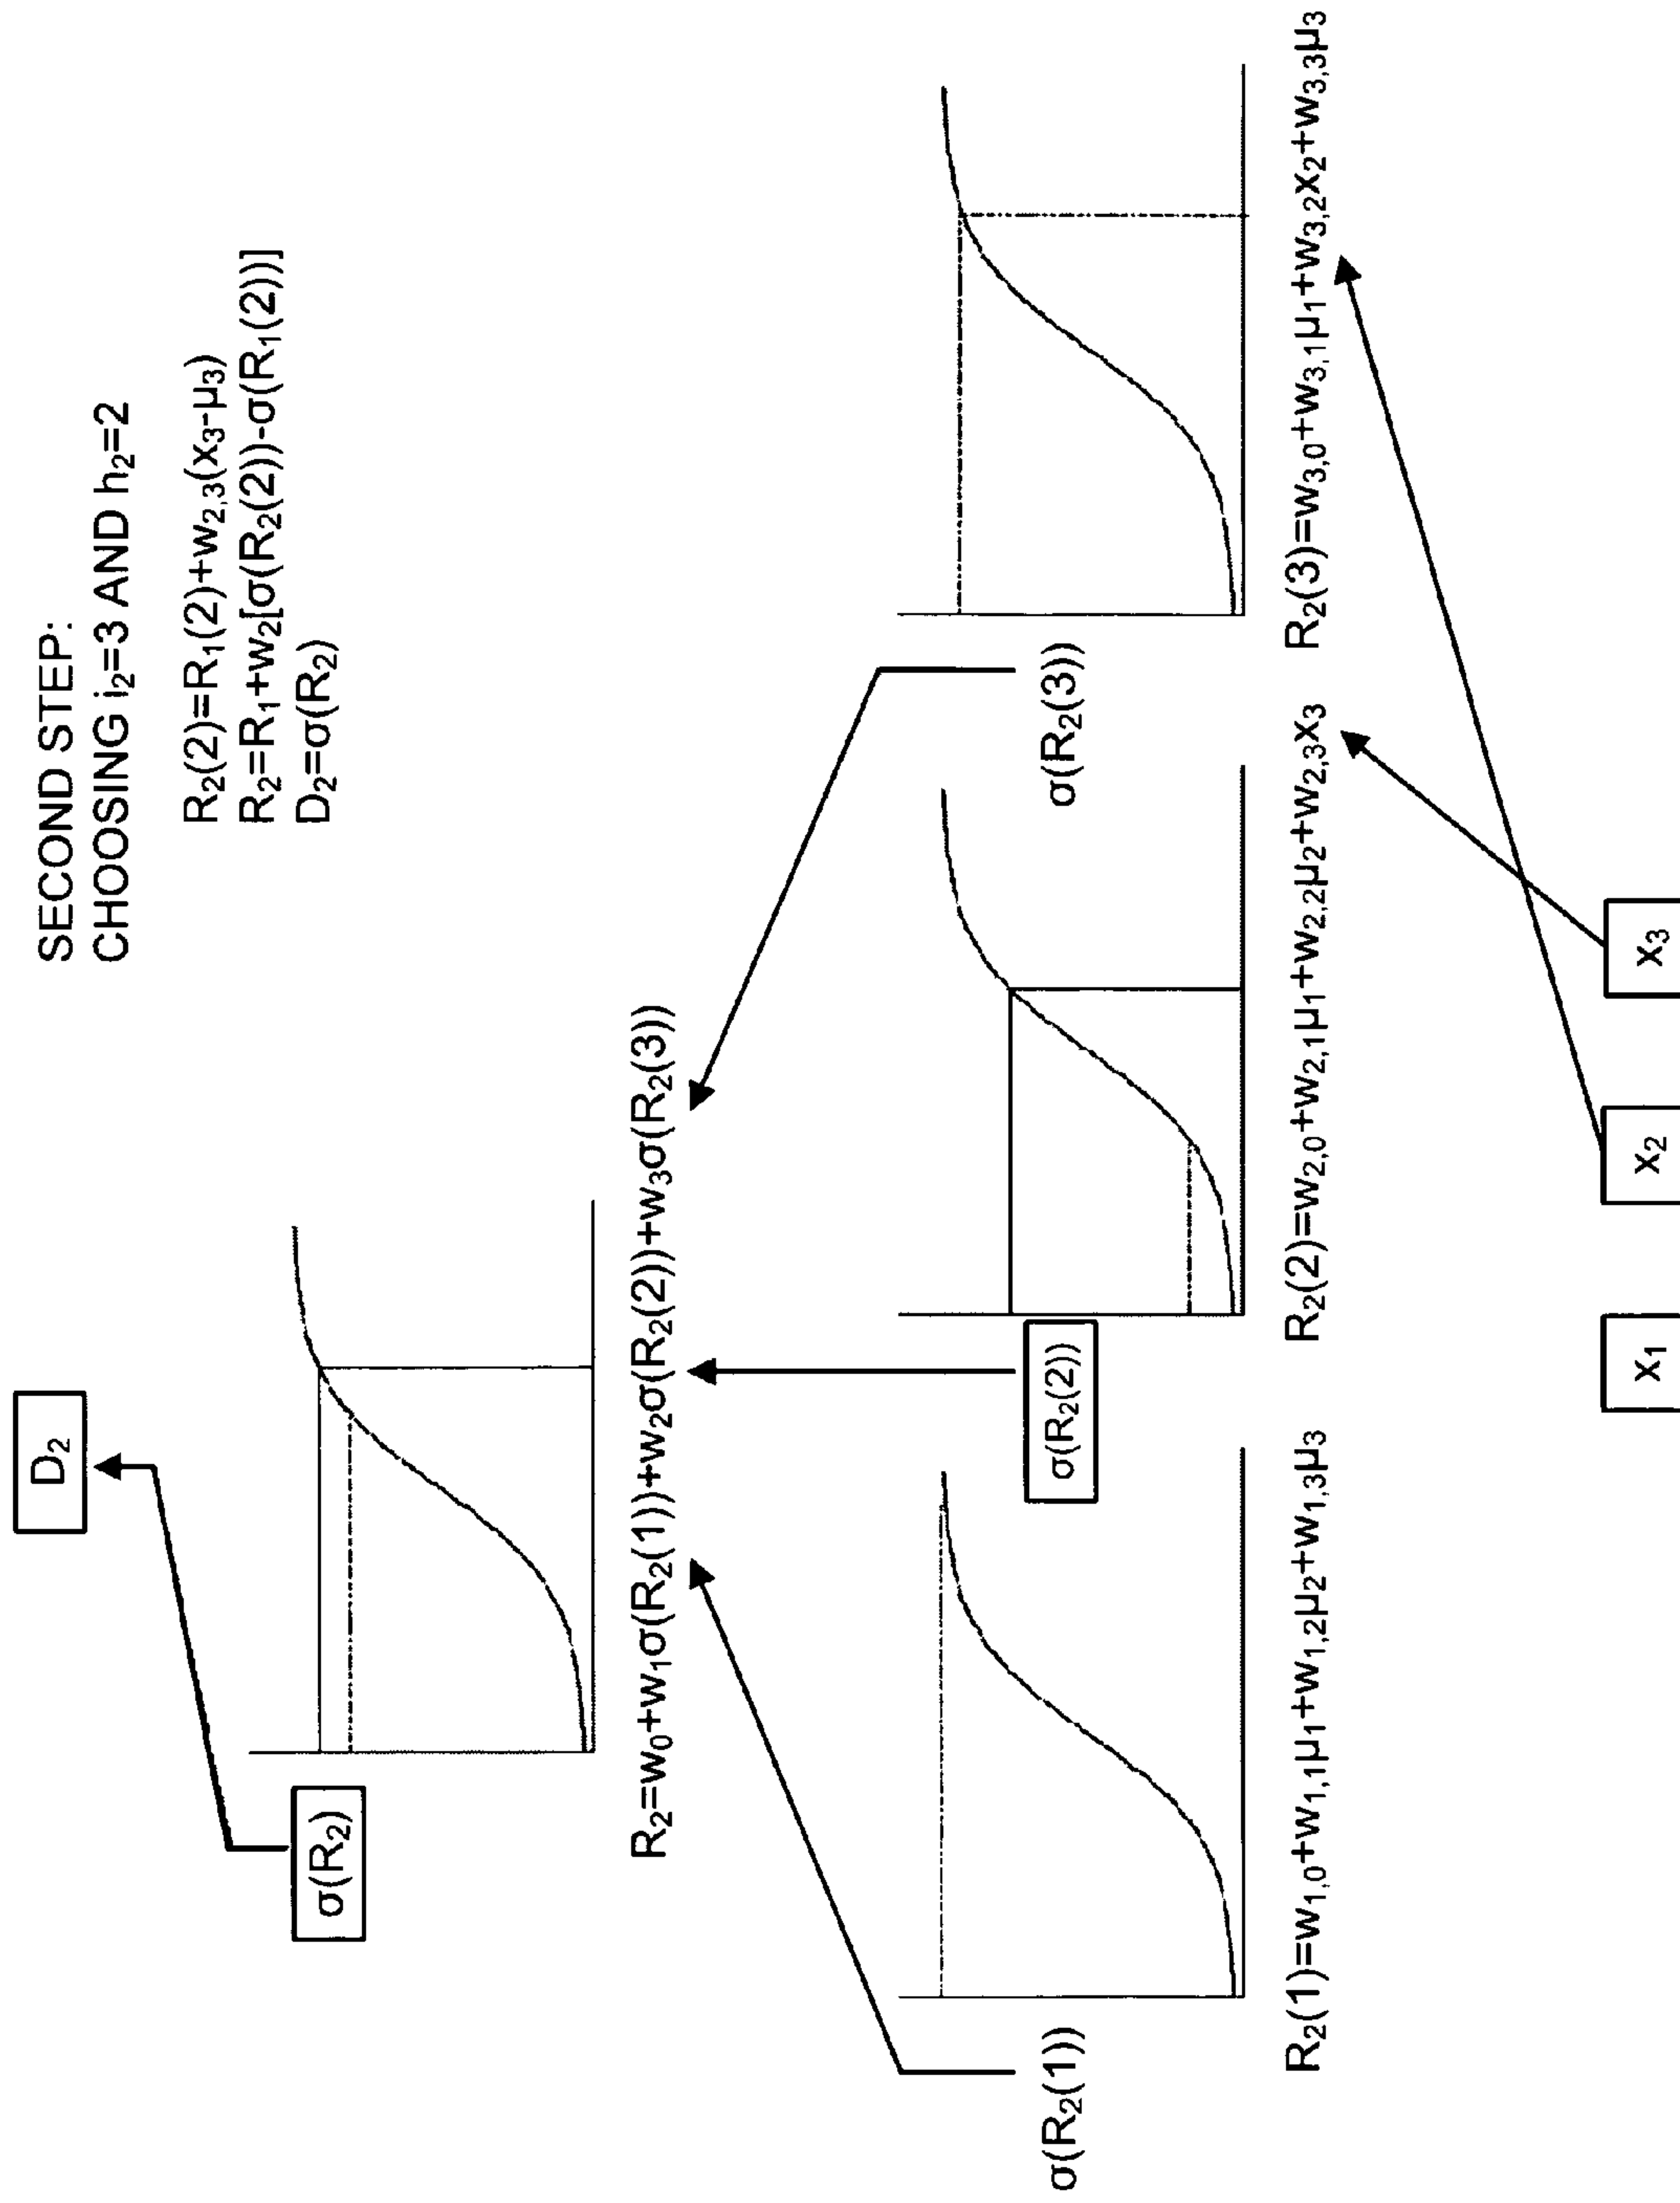 SECOND STEP:
CHOOSING i₂=3 AND h₂=2
R₂(2)=R₁(2)+w₂,₃(x₃-μ₃)
R₂=R₁+w₂[σ(R₂(2))-σ(R₁(2))]
D₂=σ(R₂)
D₂
σ(R₂)
R₂=w₀+w₁σ(R₂(1))+w₂σ(R₂(2))+w₃σ(R₂(3))
σ(R₂(1))
σ(R₂(2))
σ(R₂(3))
R₂(1)=w₁,₀+w₁,₁μ₁+w₁,₂μ₂+w₁,₃μ₃
R₂(2)=w₂,₀+w₂,₁μ₁+w₂,₂μ₂+w₂,₃x₃
R₂(3)=w₃,₀+w₃,₁μ₁+w₃,₂x₂+w₃,₃μ₃
x₁
x₂
x₃